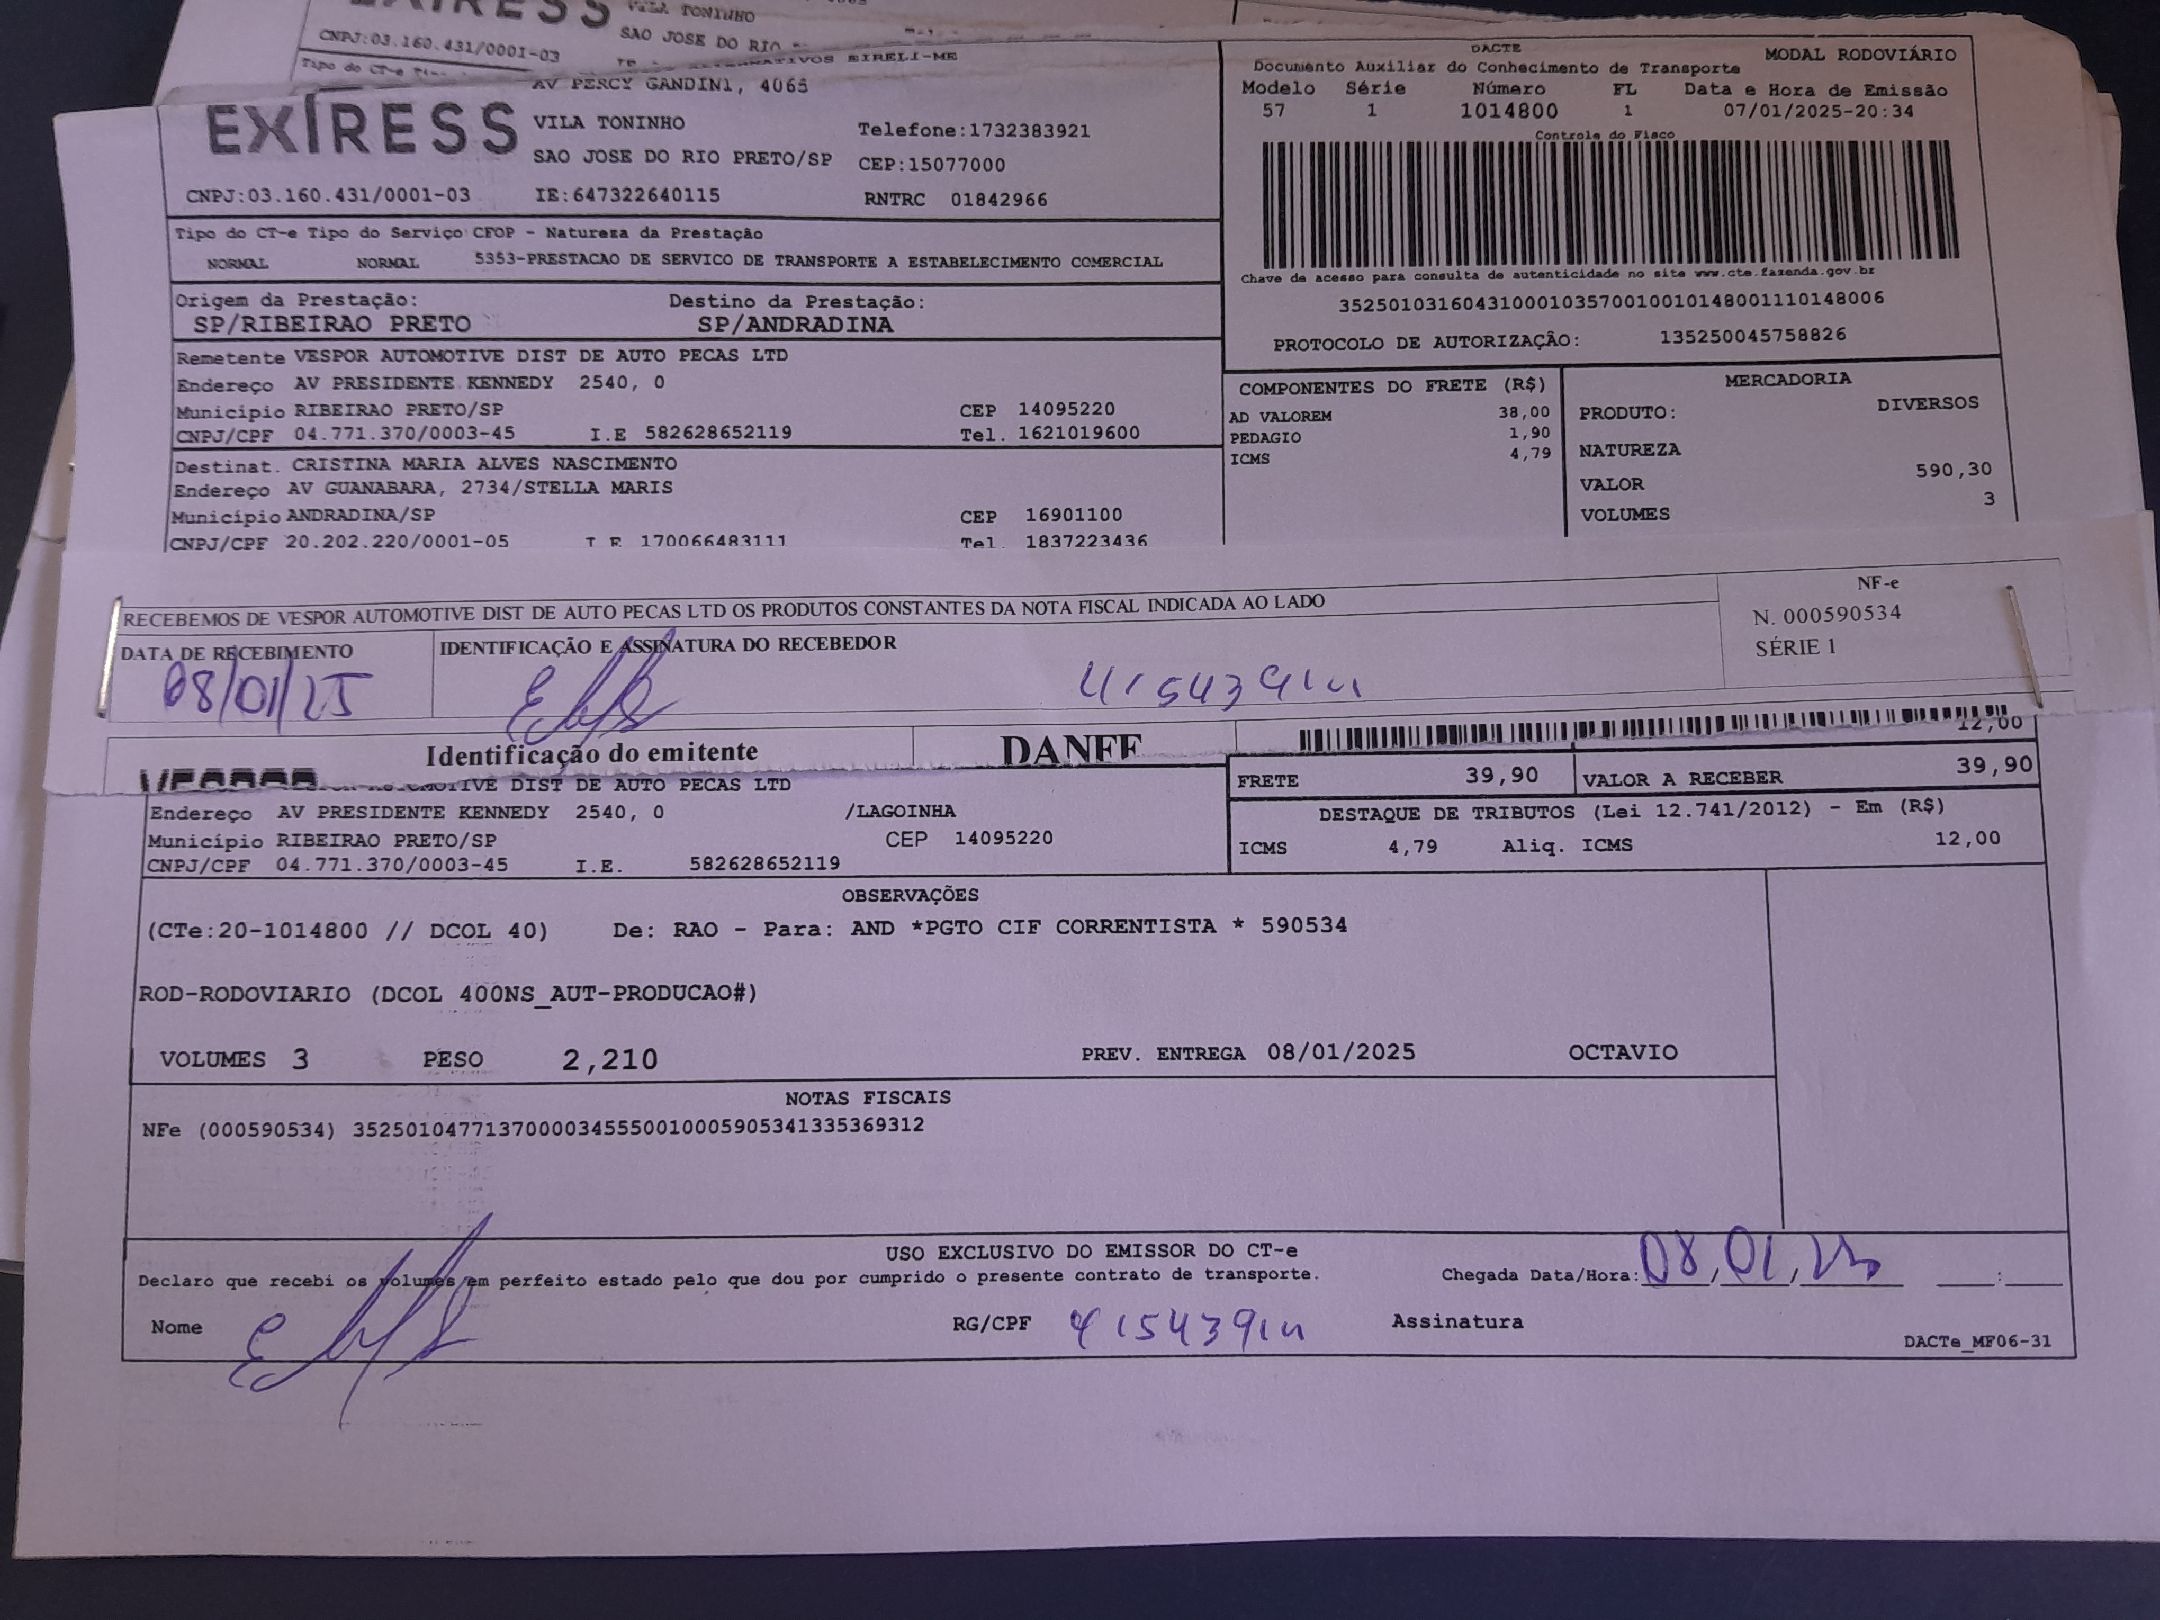 VILA TONINHO
CNPJ:03.160.431/0001-03
SAO JOSE DO RIO
Tipo do CT-e
EIRELI-ME
AV PERCY GANDINI, 4065
EXIRESS
VILA TONINHO
Telefone:1732383921
SAO JOSE DO RIO PRETO/SP CEP:15077000
CNPJ:03.160.431/0001-03 IE:647322640115 RNTRC 01842966
DACTE
MODAL RODOVIÁRIO
Documento Auxiliar do Conhecimento de Transporte
Modelo Série Número FL Data e Hora de Emissão
57 1 1014800 1 07/01/2025-20:34
Controle do Fisco
Chave de acesso para consulta de autenticidade no site www.cte.fazenda.gov.br
35250103160431000103570010010148001110148006
PROTOCOLO DE AUTORIZAÇÃO: 135250045758826
Tipo do CT-e Tipo do Serviço CFOP - Natureza da Prestação
NORMAL NORMAL 5353-PRESTACAO DE SERVICO DE TRANSPORTE A ESTABELECIMENTO COMERCIAL
Origem da Prestação: Destino da Prestação:
SP/RIBEIRAO PRETO SP/ANDRADINA
Remetente VESPOR AUTOMOTIVE DIST DE AUTO PECAS LTD
Endereço AV PRESIDENTE KENNEDY 2540, 0
Município RIBEIRAO PRETO/SP CEP 14095220
CNPJ/CPF 04.771.370/0003-45 I.E 582628652119 Tel. 1621019600
Destinat. CRISTINA MARIA ALVES NASCIMENTO
Endereço AV GUANABARA, 2734/STELLA MARIS
Município ANDRADINA/SP CEP 16901100
CNPJ/CPF 20.202.220/0001-05 I E 170066483111 Tel. 1837223436
COMPONENTES DO FRETE (R$)
AD VALOREM 38,00
PEDAGIO 1,90
ICMS 4,79
MERCADORIA
PRODUTO: DIVERSOS
NATUREZA
VALOR 590,30
VOLUMES 3
RECEBEMOS DE VESPOR AUTOMOTIVE DIST DE AUTO PECAS LTD OS PRODUTOS CONSTANTES DA NOTA FISCAL INDICADA AO LADO
NF-e
N. 000590534
SÉRIE 1
DATA DE RECEBIMENTO IDENTIFICAÇÃO E ASSINATURA DO RECEBEDOR
08/01/25
Identificação do emitente
DANFE
12,00
AUTOMOTIVE DIST DE AUTO PECAS LTD
FRETE 39,90 VALOR A RECEBER 39,90
Endereço AV PRESIDENTE KENNEDY 2540, 0 /LAGOINHA
Município RIBEIRAO PRETO/SP CEP 14095220
CNPJ/CPF 04.771.370/0003-45 I.E. 582628652119
DESTAQUE DE TRIBUTOS (Lei 12.741/2012) - Em (R$)
ICMS 4,79 Aliq. ICMS 12,00
OBSERVAÇÕES
(CTe:20-1014800 // DCOL 40) De: RAO - Para: AND *PGTO CIF CORRENTISTA * 590534
ROD-RODOVIARIO (DCOL 400NS_AUT-PRODUCAO#)
VOLUMES 3 PESO 2,210 PREV. ENTREGA 08/01/2025 OCTAVIO
NOTAS FISCAIS
NFe (000590534) 35250104771370000345550010005905341335369312
USO EXCLUSIVO DO EMISSOR DO CT-e
Declaro que recebi os volumes em perfeito estado pelo que dou por cumprido o presente contrato de transporte. Chegada Data/Hora: 08,01,25
Nome RG/CPF Assinatura
DACTe_MF06-31